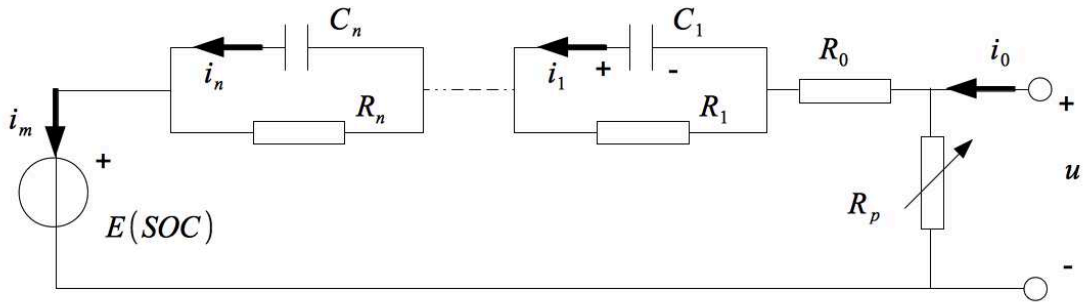 C_n C_1 R_0 i_0
i_n i_1 + - +
i_m R_n R_1
+ R_p u
E(SOC) -